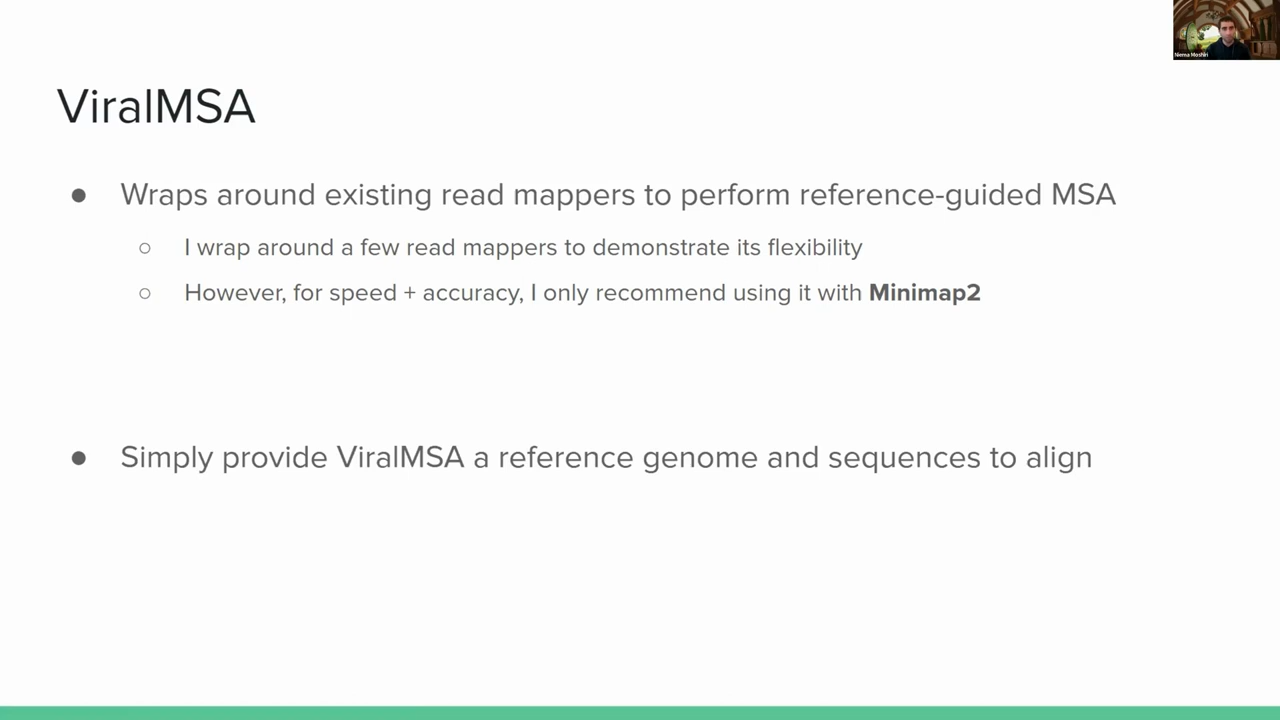 Niema Moshiri
ViralMSA
● Wraps around existing read mappers to perform reference-guided MSA
○ I wrap around a few read mappers to demonstrate its flexibility
○ However, for speed + accuracy, I only recommend using it with Minimap2
● Simply provide ViralMSA a reference genome and sequences to align